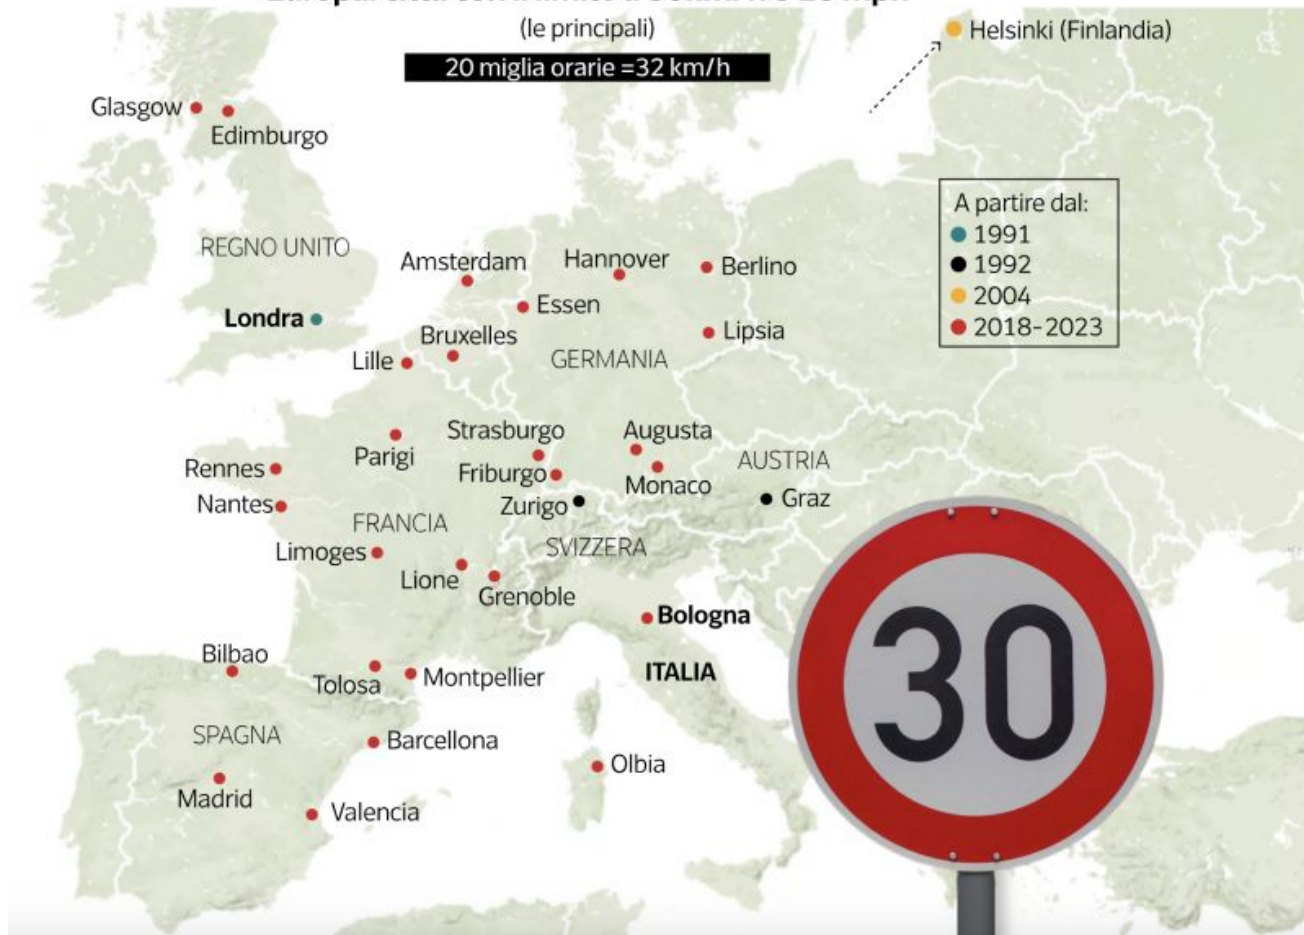 (le principali)
20 miglia orarie =32 km/h
Helsinki (Finlandia)
Glasgow
Edimburgo
A partire dal:
1991
1992
2004
2018-2023
REGNO UNITO
Amsterdam
Hannover
Berlino
Essen
Londra
Bruxelles
Lipsia
Lille
GERMANIA
Strasburgo
Augusta
Parigi
AUSTRIA
Rennes
Friburgo
Monaco
Nantes
Zurigo
Graz
FRANCIA
Limoges
SVIZZERA
Lione
Grenoble
Bologna
Bilbao
ITALIA
Tolosa
Montpellier
30
SPAGNA
Barcellona
Olbia
Madrid
Valencia